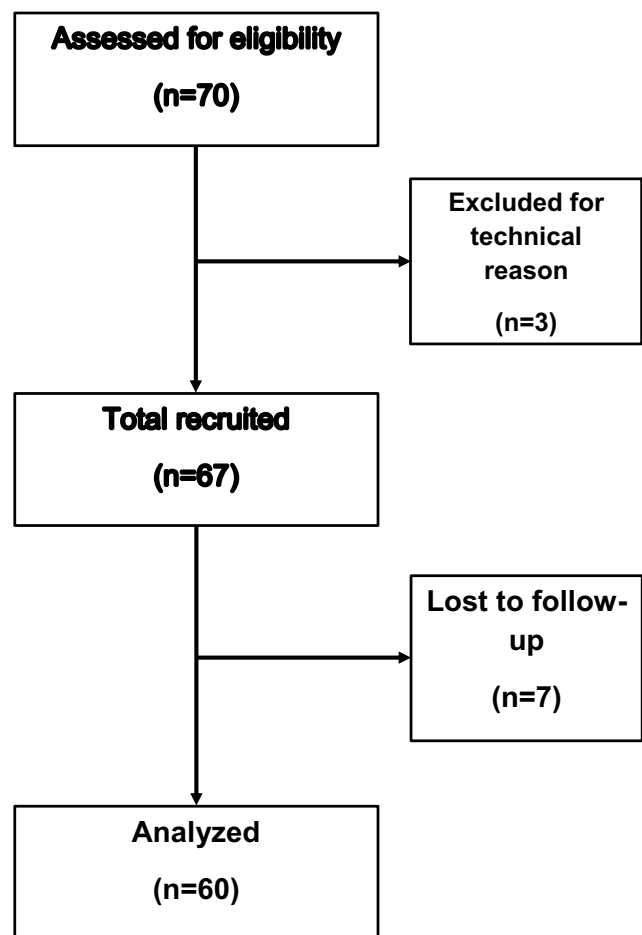 Assessed for eligibility
(n=70)
Excluded for
technical
reason
(n=3)
Total recruited
(n=67)
Lost to follow-
up
(n=7)
Analyzed
(n=60)